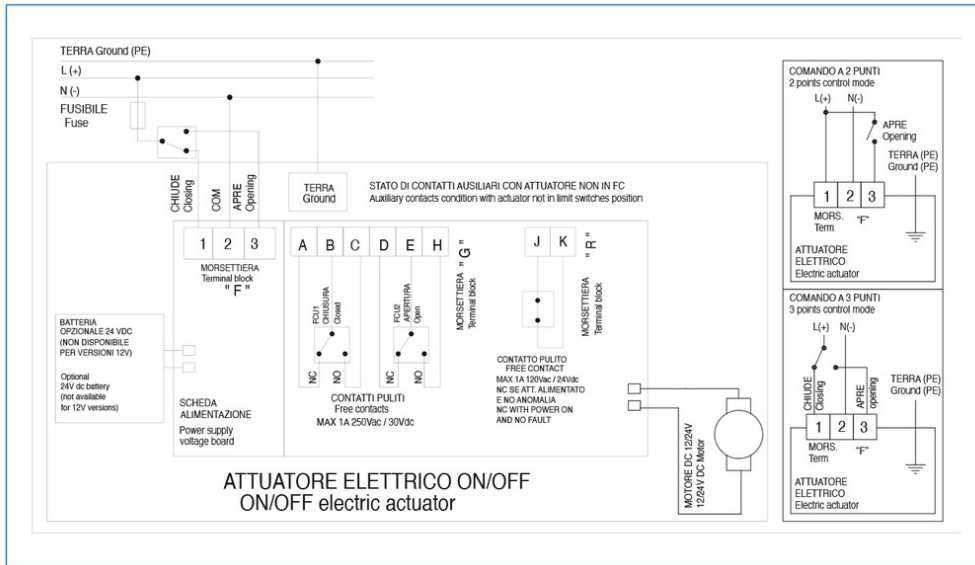 TERRA Ground (PE)
L (+)
N (-)
FUSIBILE
Fuse
CHIUDE
Closing
COM
APRE
Opening
TERRA
Ground
STATO DI CONTATTI AUSILIARI CON ATTUATORE NON IN FC
Auxiliary contacts condition with actuator not in limit switches position
1 2 3
MORSETTIERA
Terminal block
" F "
A B C D E H
" G "
MORSETTIERA
Terminal block
J K
" R "
MORSETTIERA
Terminal block
FCU1
CHIUSURA
Closed
FCU2
APERTURA
Open
NC
NO
NC
NO
CONTATTI PULITI
Free contacts
MAX 1A 250Vac / 30Vdc
CONTATTO PULITO
FREE CONTACT
MAX 1A 120Vac / 24Vdc
NC SE ATT. ALIMENTATO
E NO ANOMALIA
NC WITH POWER ON
AND NO FAULT
BATTERIA
OPZIONALE 24 VDC
(NON DISPONIBILE
PER VERSIONI 12V)
Optional
24V dc battery
(not available
for 12V versions)
SCHEDA
ALIMENTAZIONE
Power supply
voltage board
MOTORE DC 12/24V
12/24V DC Motor
ATTUATORE ELETTRICO ON/OFF
ON/OFF electric actuator
COMANDO A 2 PUNTI
2 points control mode
L(+) N(-)
APRE
Opening
TERRA (PE)
Ground (PE)
1 2 3
MORS. "F"
Term
ATTUATORE
ELETTRICO
Electric actuator
COMANDO A 3 PUNTI
3 points control mode
L(+) N(-)
CHIUDE
Closing
APRE
opening
TERRA (PE)
Ground (PE)
1 2 3
MORS. "F"
Term
ATTUATORE
ELETTRICO
Electric actuator